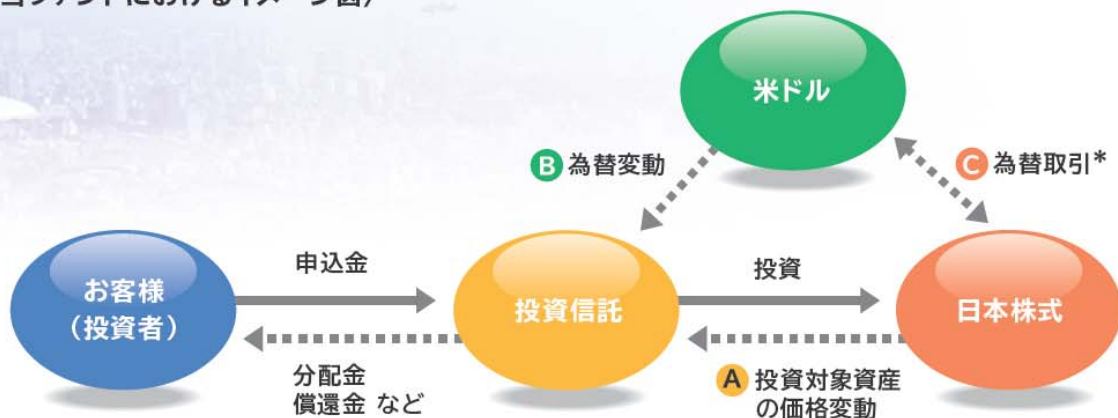 米ドル
B 為替変動
C 為替取引*
お客様
(投資者)
申込金
投資信託
投資
日本株式
分配金
償還金 など
A 投資対象資産
の価格変動